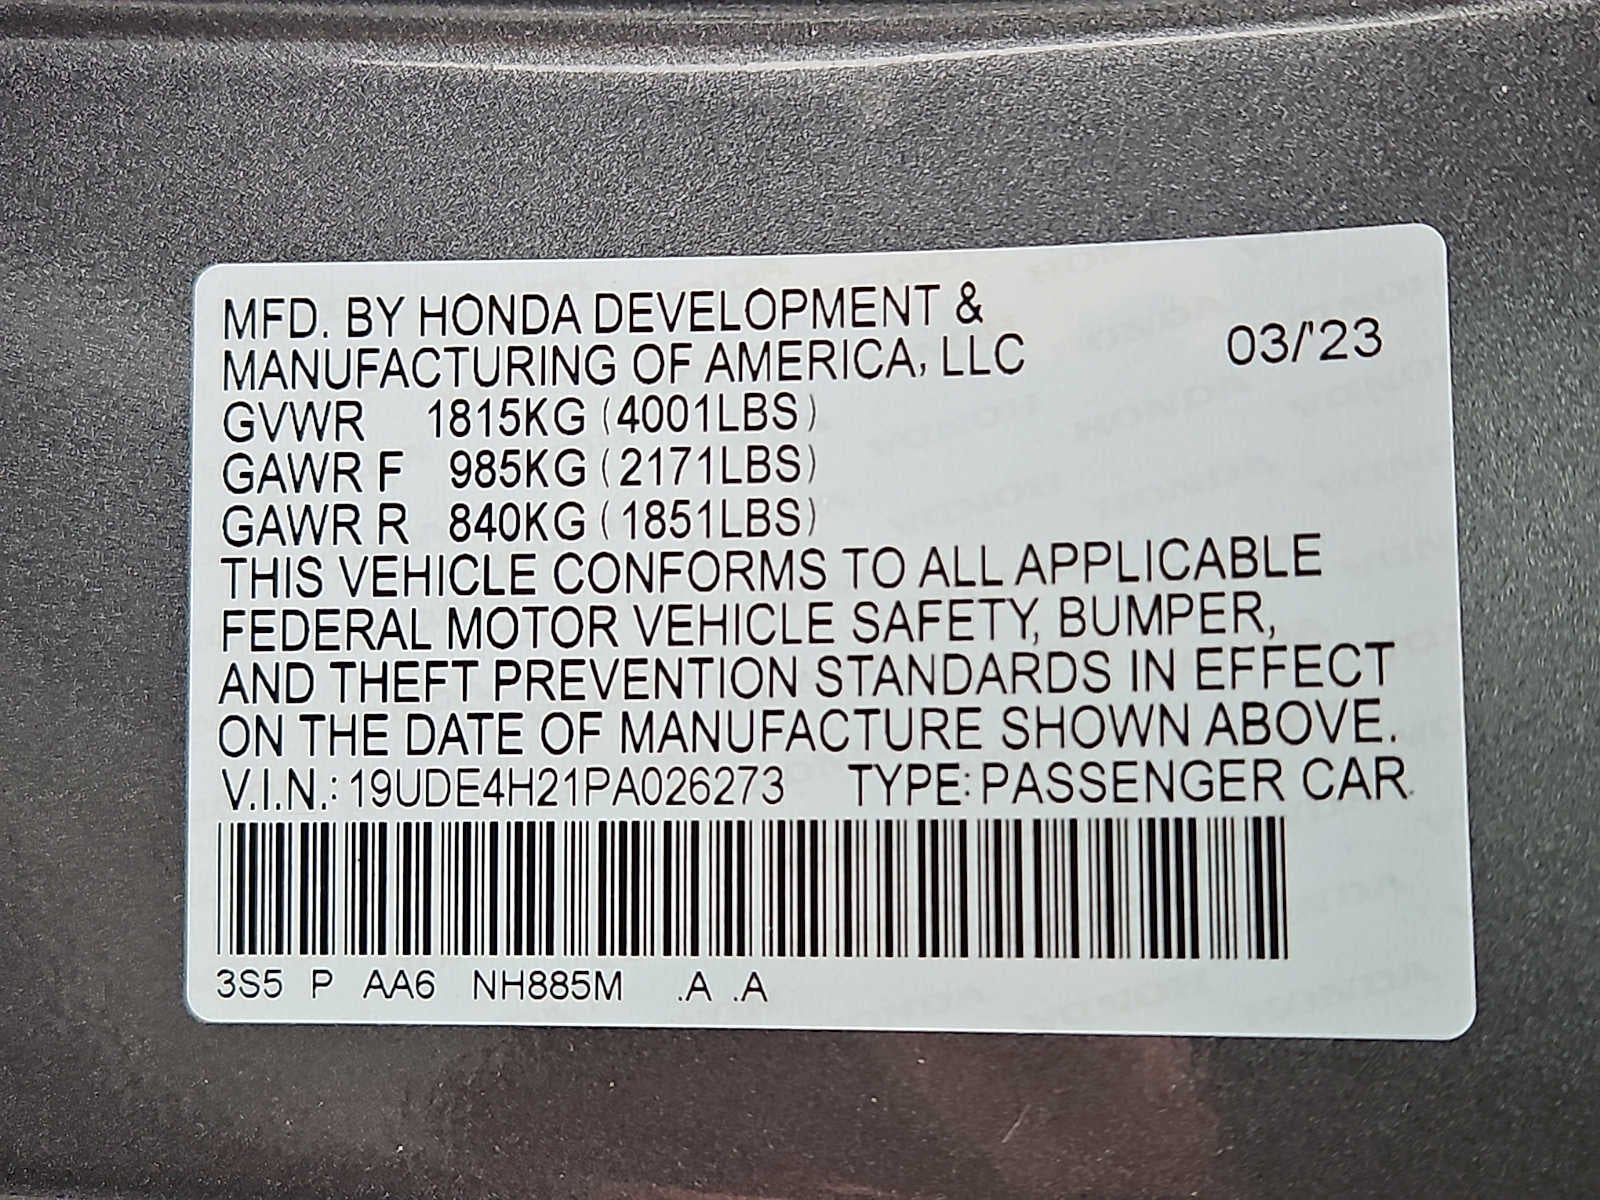 MFD. BY HONDA DEVELOPMENT &
MANUFACTURING OF AMERICA, LLC 03/'23
GVWR 1815KG (4001LBS)
GAWR F 985KG (2171LBS)
GAWR R 840KG (1851LBS)
THIS VEHICLE CONFORMS TO ALL APPLICABLE
FEDERAL MOTOR VEHICLE SAFETY, BUMPER,
AND THEFT PREVENTION STANDARDS IN EFFECT
ON THE DATE OF MANUFACTURE SHOWN ABOVE.
V.I.N.: 19UDE4H21PA026273 TYPE: PASSENGER CAR
3S5 P AA6 NH885M .A .A